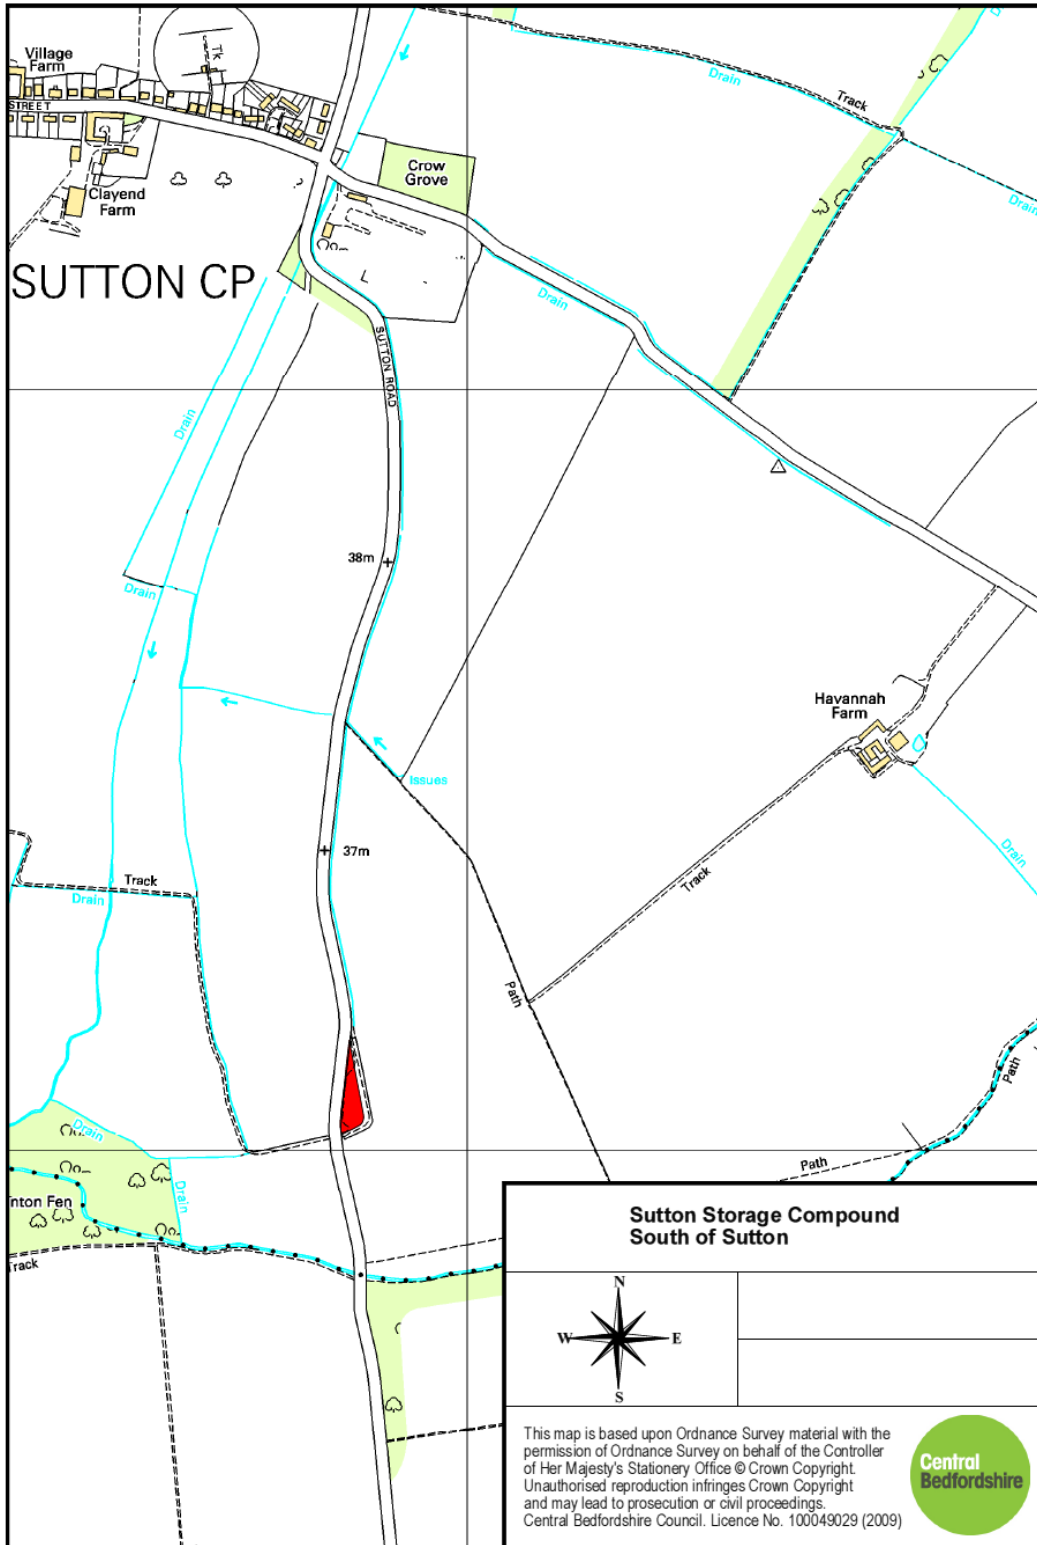 Village
Farm
Tk
Drain
Drain
Track
STREET
Crow
Grove
Clayend
Farm
Drain
SUTTON CP
Drain
L
SUTTON ROAD
Drain
38m
Drain
Havannah
Farm
Issues
37m
Track
Drain
Track
Drain
Path
Path
Drain
Path
Drain
nton Fen
Track
Sutton Storage Compound
South of Sutton
N
W E
S
This map is based upon Ordnance Survey material with the
permission of Ordnance Survey on behalf of the Controller
of Her Majesty's Stationery Office © Crown Copyright.
Unauthorised reproduction infringes Crown Copyright
and may lead to prosecution or civil proceedings.
Central Bedfordshire Council. Licence No. 100049029 (2009)
Central
Bedfordshire